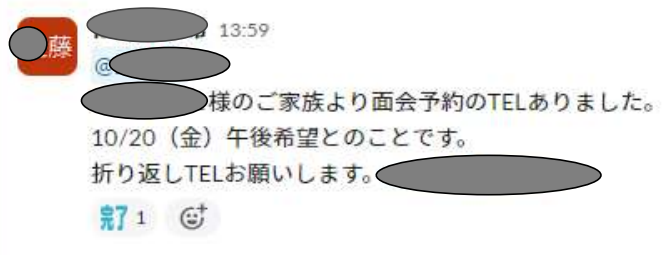 藤
13:59
@
様のご家族より面会予約のTELありました。
10/20（金）午後希望とのことです。
折り返しTELお願いします。
完了 1